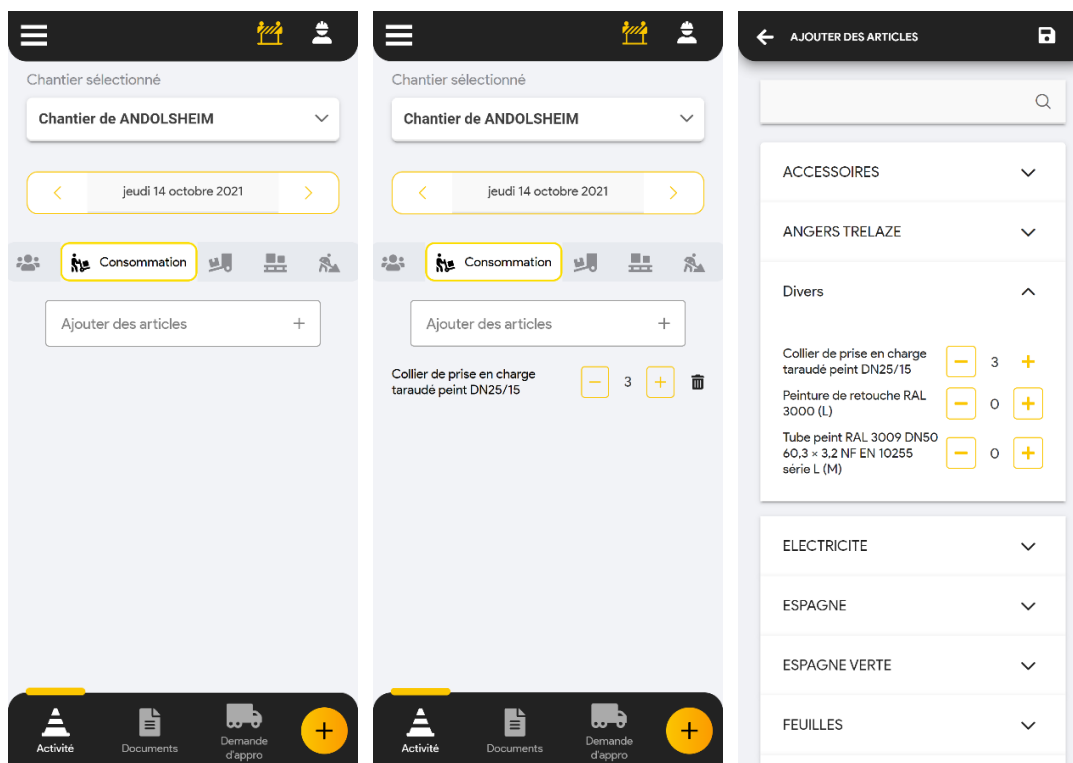 Chantier sélectionné
Chantier de ANDOLSHEIM
jeudi 14 octobre 2021
Consommation
Ajouter des articles
Activité
Documents
Demande
d'appro
Chantier sélectionné
Chantier de ANDOLSHEIM
jeudi 14 octobre 2021
Consommation
Ajouter des articles
Collier de prise en charge
taraudé peint DN25/15
3
Activité
Documents
Demande
d'appro
AJOUTER DES ARTICLES
ACCESSOIRES
ANGERS TRELAZE
Divers
Collier de prise en charge
taraudé peint DN25/15
3
Peinture de retouche RAL
3000 (L)
0
Tube peint RAL 3009 DN50
60,3 × 3,2 NF EN 10255
série L (M)
0
ELECTRICITE
ESPAGNE
ESPAGNE VERTE
FEUILLES